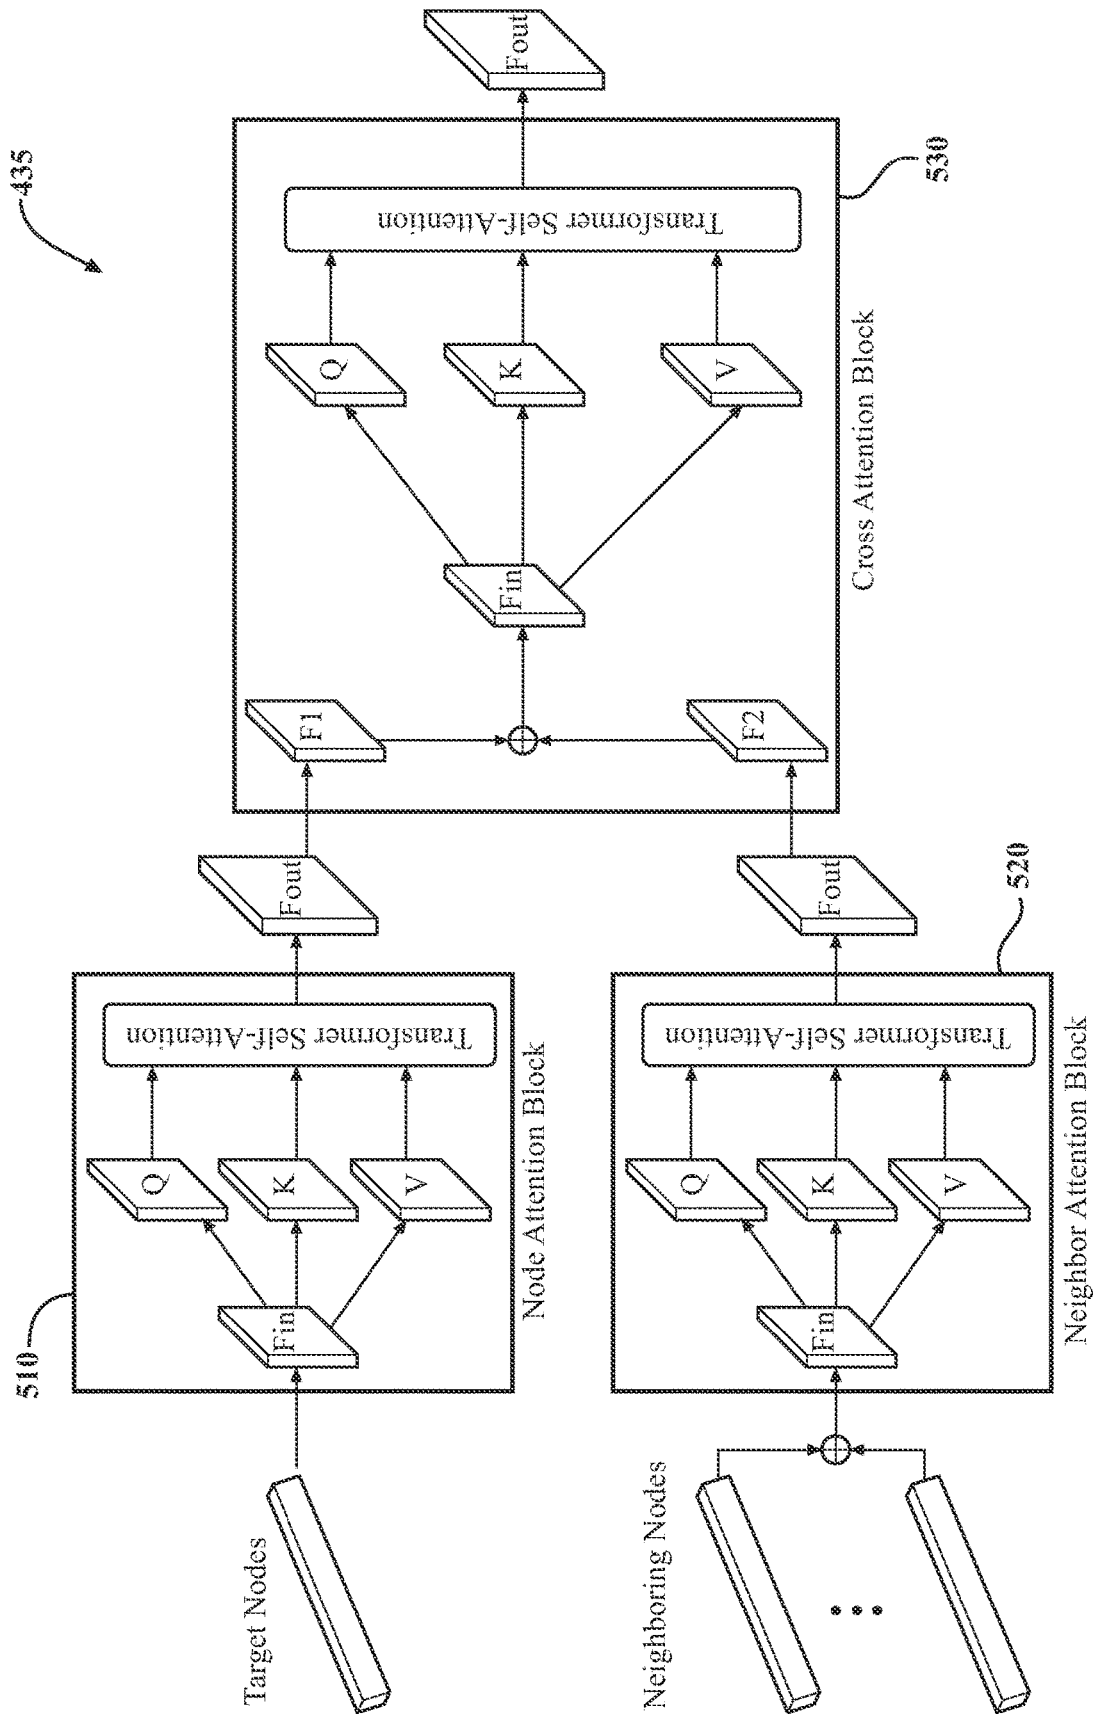 435
Target Nodes
510
Fin
Q
K
V
Transformer Self-Attention
Node Attention Block
Fout
Neighboring Nodes
Fin
Q
K
V
Transformer Self-Attention
Neighbor Attention Block
520
Fout
F1
F2
Fin
Q
K
V
Transformer Self-Attention
Cross Attention Block
530
Fout